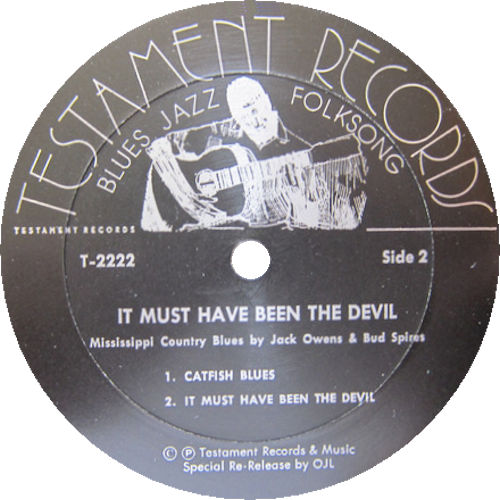 TESTAMENT RECORDS
BLUES JAZZ FOLKSONG
TESTAMENT RECORDS
T-2222
Side 2
IT MUST HAVE BEEN THE DEVIL
Mississippi Country Blues by Jack Owens & Bud Spires
1. CATFISH BLUES
2. IT MUST HAVE BEEN THE DEVIL
© ℗ Testament Records & Music
Special Re-Release by OJL